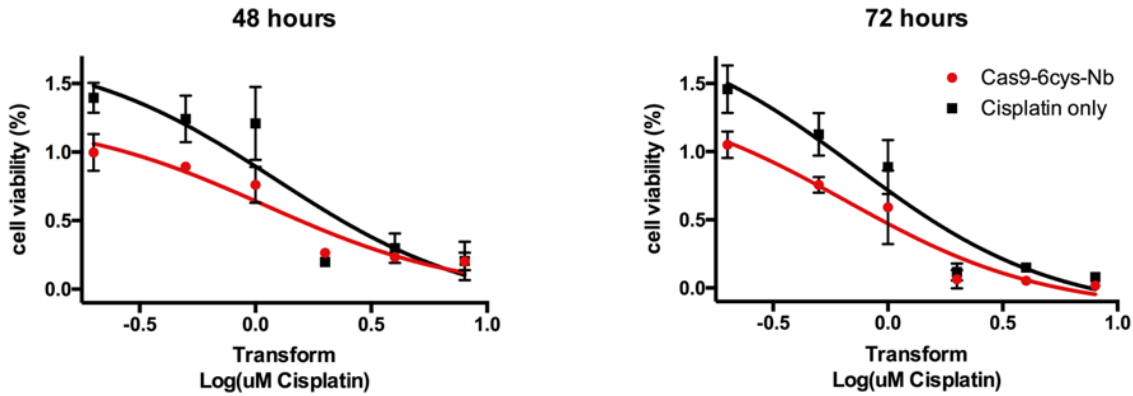 48 hours
1.5
1.0
0.5
0.0
cell viability (%)
-0.5 0.0 0.5 1.0
Transform
Log(uM Cisplatin)
72 hours
Cas9-6cys-Nb
Cisplatin only
1.5
1.0
0.5
0.0
cell viability (%)
-0.5 0.0 0.5 1.0
Transform
Log(uM Cisplatin)